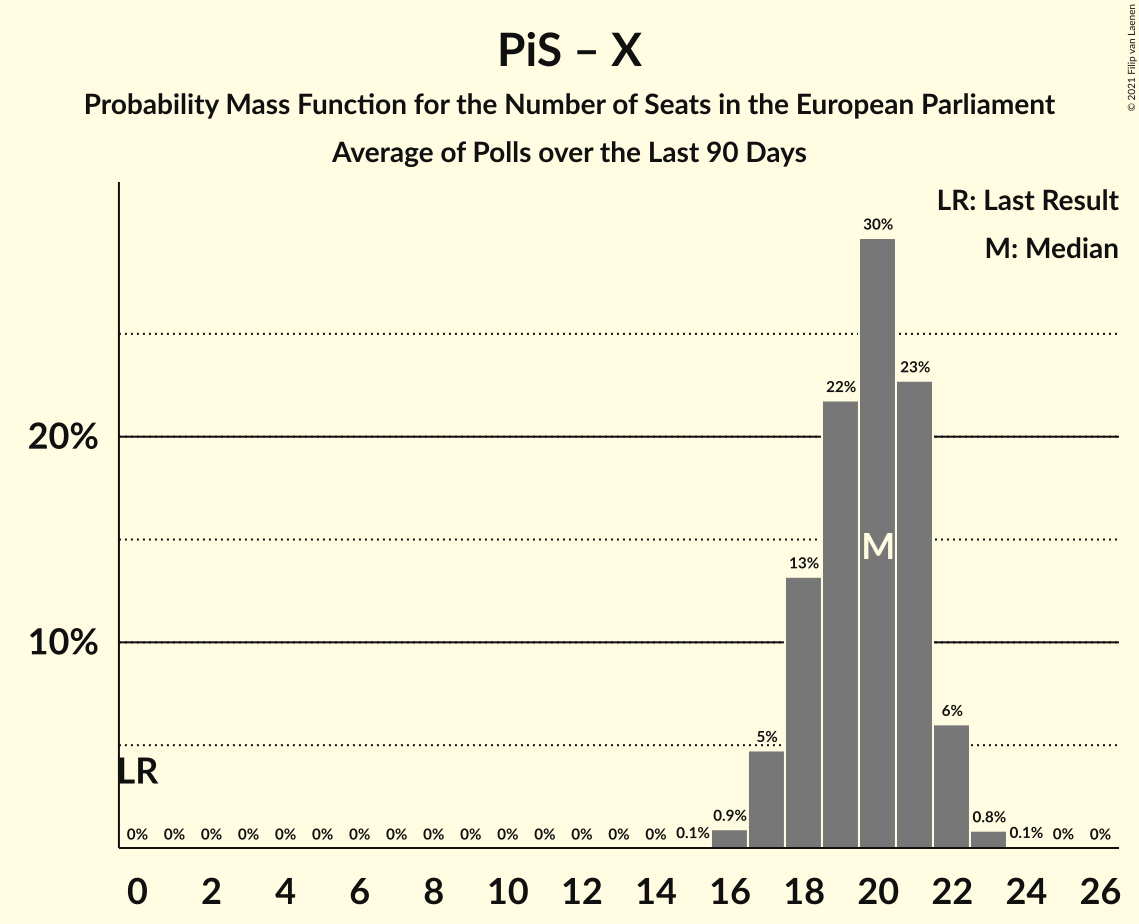 PiS – X
Probability Mass Function for the Number of Seats in the European Parliament
Average of Polls over the Last 90 Days
© 2021 Filip van Laenen
LR: Last Result
M: Median
20%
10%
LR
M
0% 0% 0% 0% 0% 0% 0% 0% 0% 0% 0% 0% 0% 0% 0% 0.1% 0.9% 5% 13% 22% 30% 23% 6% 0.8% 0.1% 0% 0%
0 2 4 6 8 10 12 14 16 18 20 22 24 26